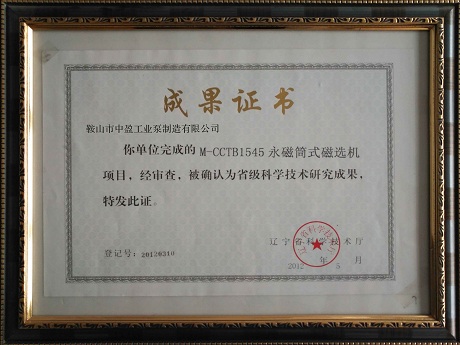 成果证书
鞍山市中盈工业泵制造有限公司
你单位完成的 M-CCTB1545 永磁筒式磁选机
项目，经审查，被确认为省级科学技术研究成果，
特发此证。
辽宁省科学技术厅
登记号：20120310
2012 年 5 月